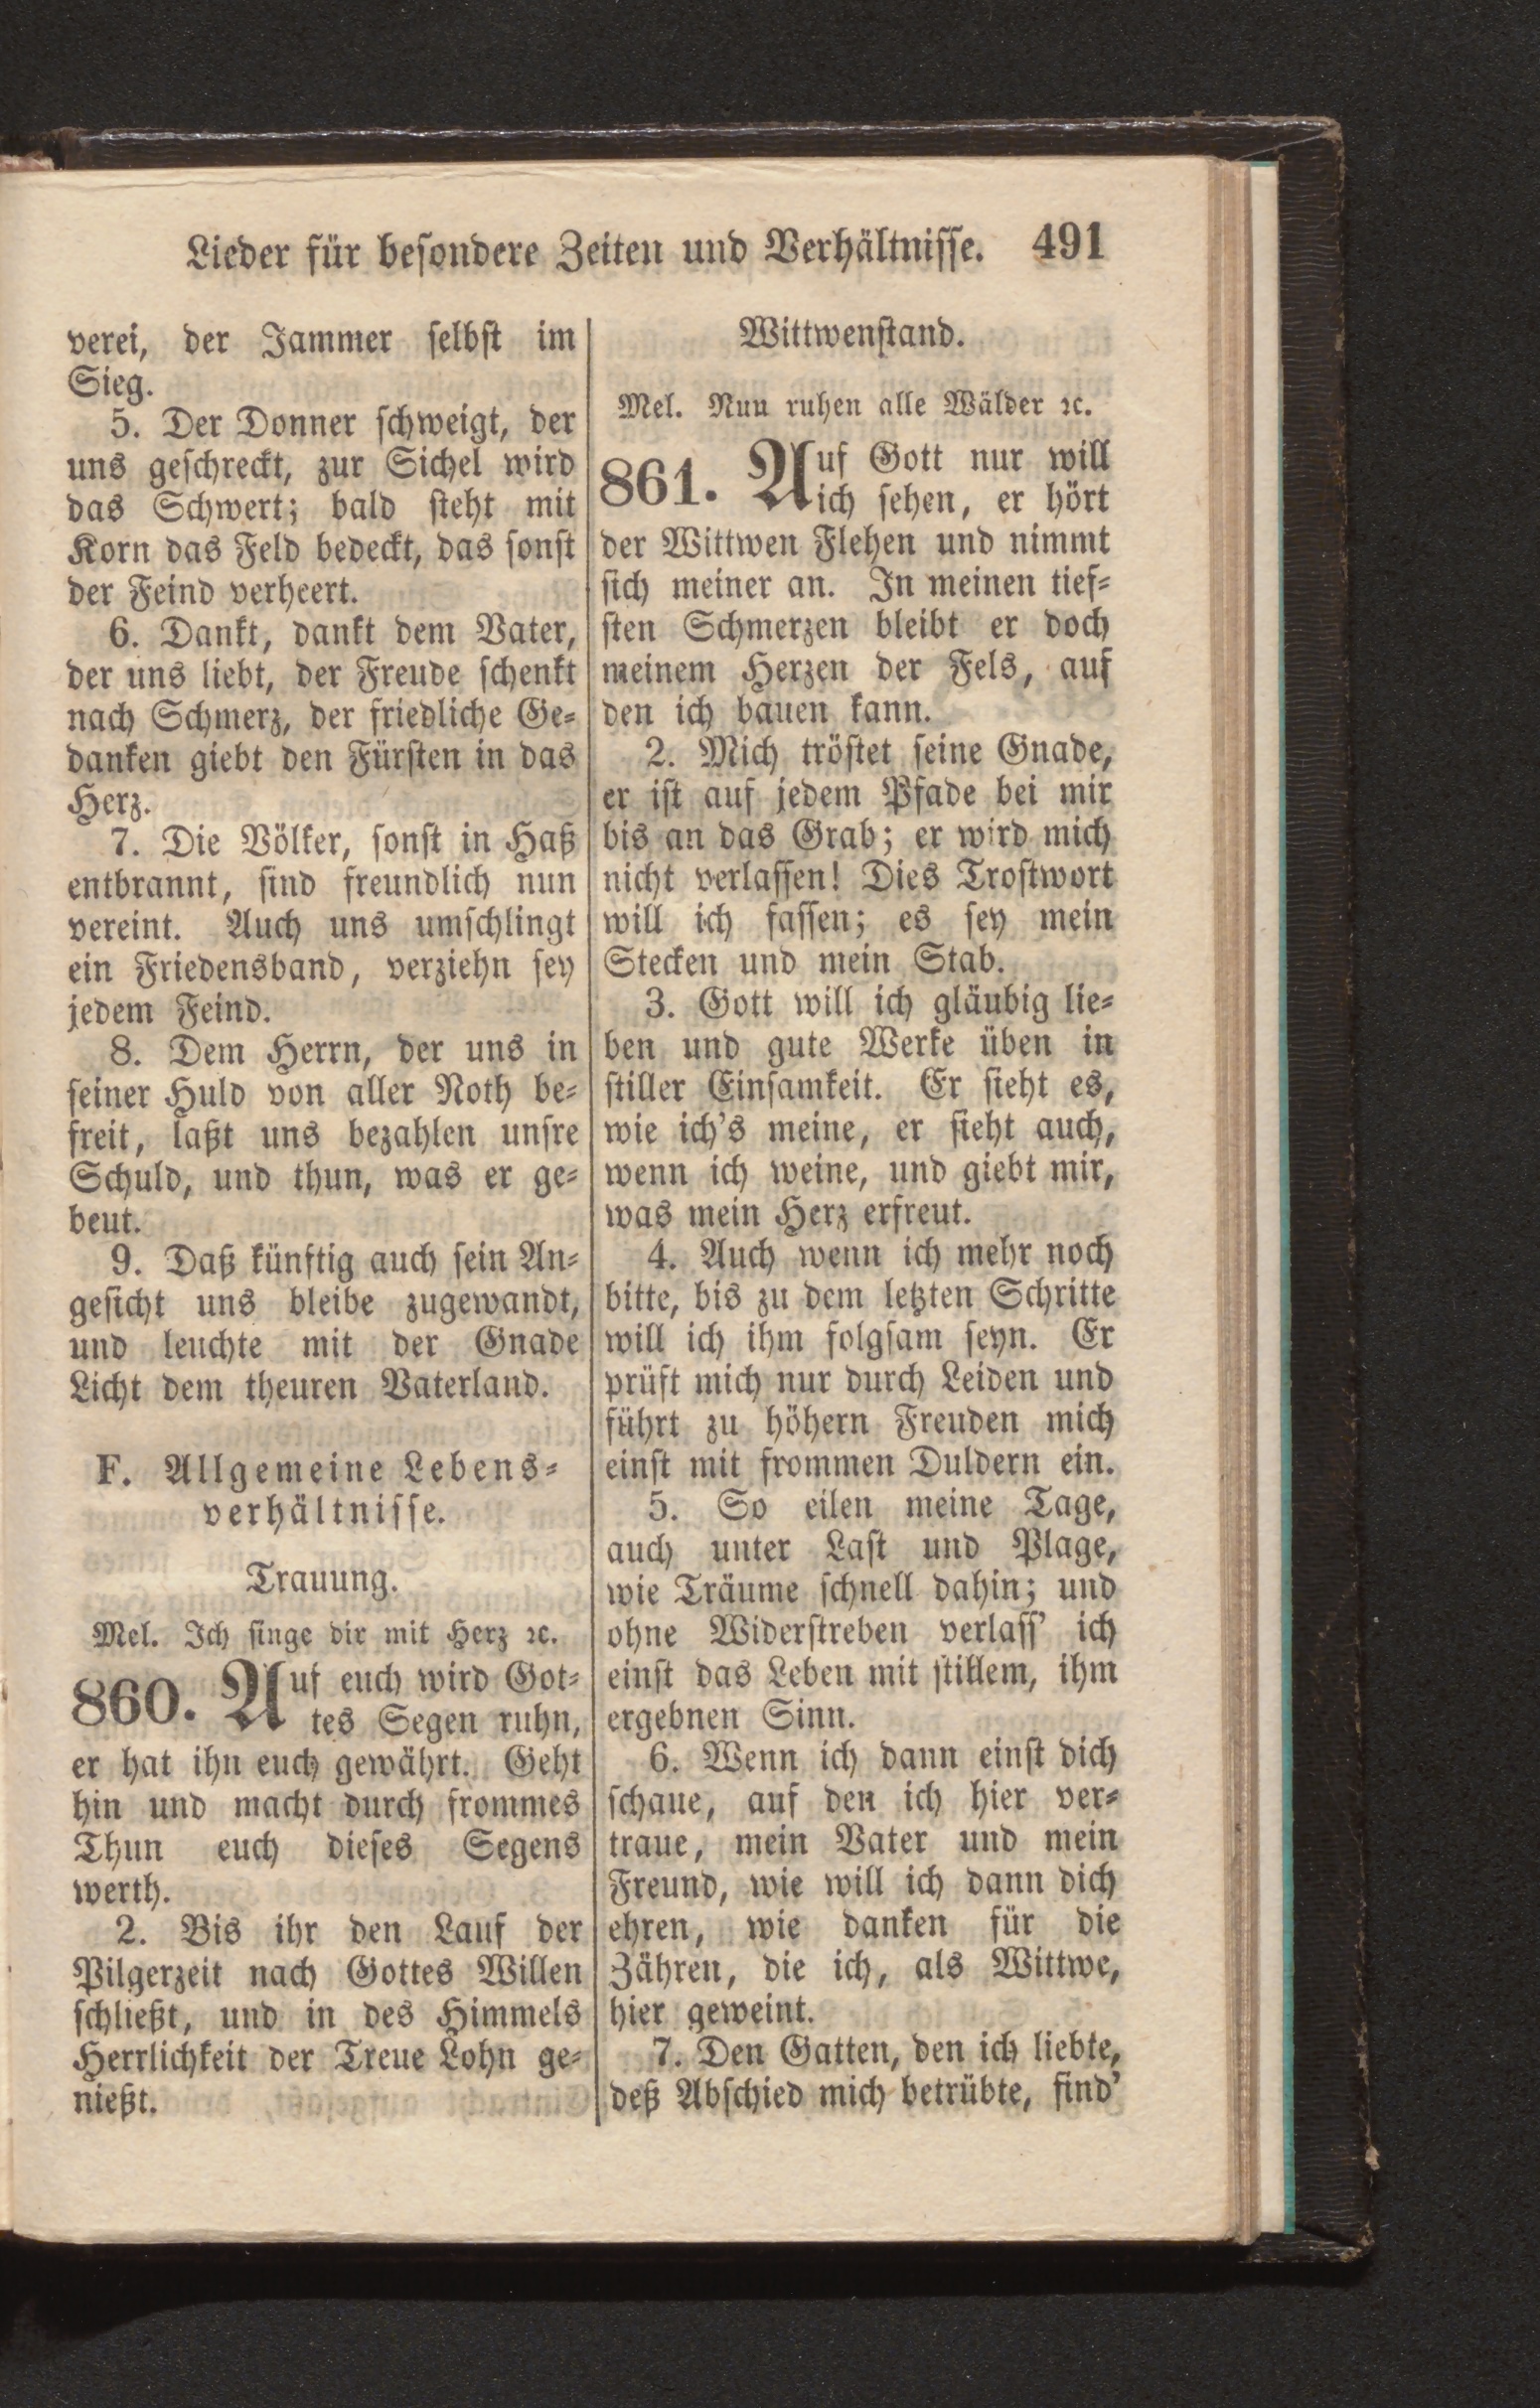 Lieder für besondere Zeiten und Verhältnisse. 491
verei, der Jammer selbst im
Sieg.
5. Der Donner schweigt, der
uns geschreckt, zur Sichel wird
das Schwert; bald steht mit
Korn das Feld bedeckt, das sonst
der Feind verheert.
6. Dankt, dankt dem Vater,
der uns liebt, der Freude schenkt
nach Schmerz, der friedliche Ge-
danken giebt den Fürsten in das
Herz.
7. Die Völker, sonst in Haß
entbrannt, sind freundlich nun
vereint. Auch uns umschlingt
ein Friedensband, verziehn sey
jedem Feind.
8. Dem Herrn, der uns in
seiner Huld von aller Noth be-
freit, laßt uns bezahlen unsre
Schuld, und thun, was er ge-
beut.
9. Daß künftig auch sein An-
gesicht uns bleibe zugewandt,
und leuchte mit der Gnade
Licht dem theuren Vaterland.
F. Allgemeine Lebens-
verhältnisse.
Trauung.
Mel. Ich singe dir mit Herz ꝛc.
860. Auf euch wird Got-
tes Segen ruhn,
er hat ihn euch gewährt. Geht
hin und macht durch frommes
Thun euch dieses Segens
werth.
2. Bis ihr den Lauf der
Pilgerzeit nach Gottes Willen
schließt, und in des Himmels
Herrlichkeit der Treue Lohn ge-
nießt.
Wittwenstand.
Mel. Nun ruhen alle Wälder ꝛc.
861. Auf Gott nur will
ich sehen, er hört
der Wittwen Flehen und nimmt
sich meiner an. In meinen tief-
sten Schmerzen bleibt er doch
meinem Herzen der Fels, auf
den ich bauen kann.
2. Mich tröstet seine Gnade,
er ist auf jedem Pfade bei mir
bis an das Grab; er wird mich
nicht verlassen! Dies Trostwort
will ich fassen; es sey mein
Stecken und mein Stab.
3. Gott will ich gläubig lie-
ben und gute Werke üben in
stiller Einsamkeit. Er sieht es,
wie ich's meine, er sieht auch,
wenn ich weine, und giebt mir,
was mein Herz erfreut.
4. Auch wenn ich mehr noch
bitte, bis zu dem letzten Schritte
will ich ihm folgsam seyn. Er
prüft mich nur durch Leiden und
führt zu höhern Freuden mich
einst mit frommen Duldern ein.
5. So eilen meine Tage,
auch unter Last und Plage,
wie Träume schnell dahin; und
ohne Widerstreben verlass' ich
einst das Leben mit stillem, ihm
ergebnen Sinn.
6. Wenn ich dann einst dich
schaue, auf den ich hier ver-
traue, mein Vater und mein
Freund, wie will ich dann dich
ehren, wie danken für die
Zähren, die ich, als Wittwe,
hier geweint.
7. Den Gatten, den ich liebte,
deß Abschied mich betrübte, find'